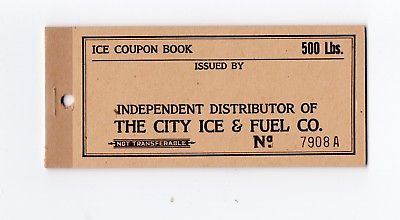 ICE COUPON BOOK 500 Lbs.
ISSUED BY
INDEPENDENT DISTRIBUTOR OF
THE CITY ICE & FUEL CO.
NOT TRANSFERABLE Nº 7908 A